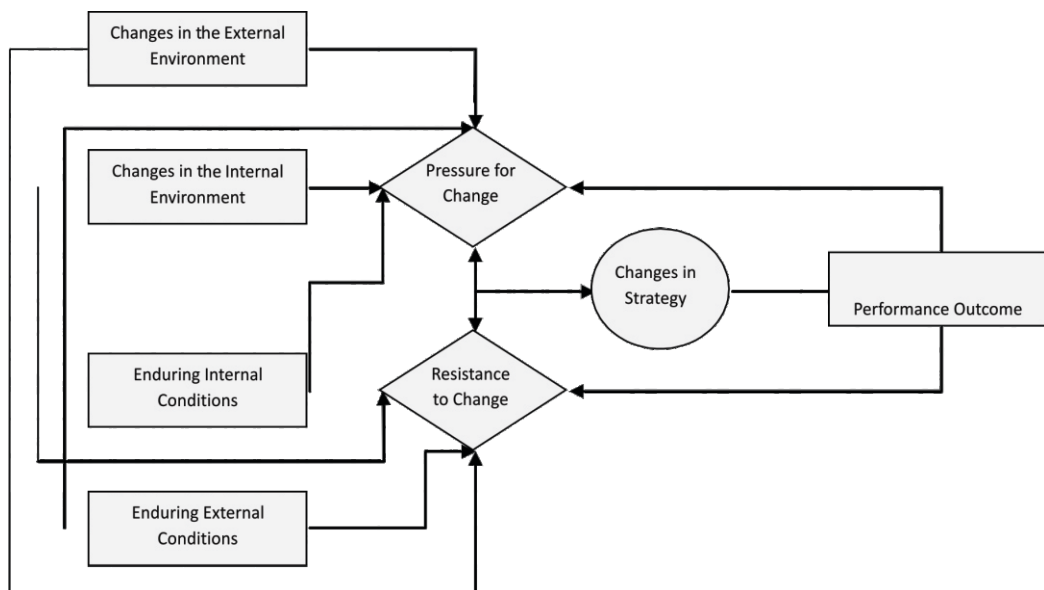 Changes in the External
Environment
Changes in the Internal
Environment
Pressure for
Change
Changes in
Strategy
Performance Outcome
Enduring Internal
Conditions
Resistance
to Change
Enduring External
Conditions